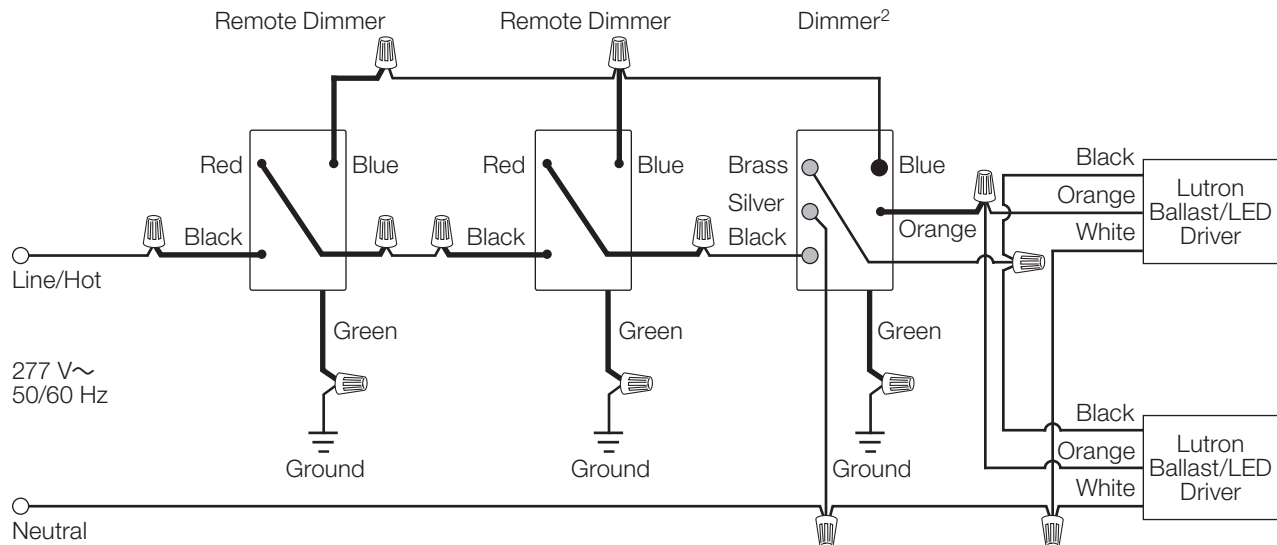 Remote Dimmer
Remote Dimmer
Dimmer2
Red
Blue
Red
Blue
Brass
Blue
Black
Lutron
Ballast/LED
Driver
Orange
Silver
White
Black
Black
Black
Orange
Line/Hot
Green
Green
Green
277 V~
50/60 Hz
Black
Lutron
Ballast/LED
Driver
Orange
White
Ground
Ground
Ground
Neutral